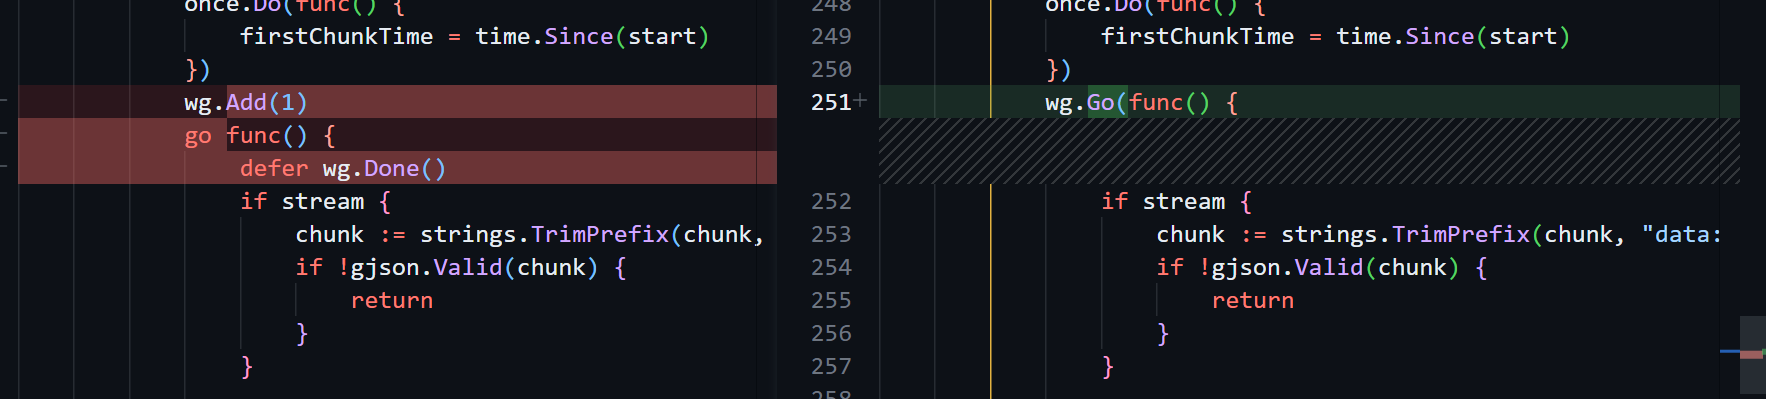 once.Do(func() {
firstChunkTime = time.Since(start)
})
wg.Add(1)
go func() {
defer wg.Done()
if stream {
chunk := strings.TrimPrefix(chunk,
if !gjson.Valid(chunk) {
return
}
}
248 once.Do(func() {
249 firstChunkTime = time.Since(start)
250 })
251+ wg.Go(func() {
252 if stream {
253 chunk := strings.TrimPrefix(chunk, "data:
254 if !gjson.Valid(chunk) {
255 return
256 }
257 }
258